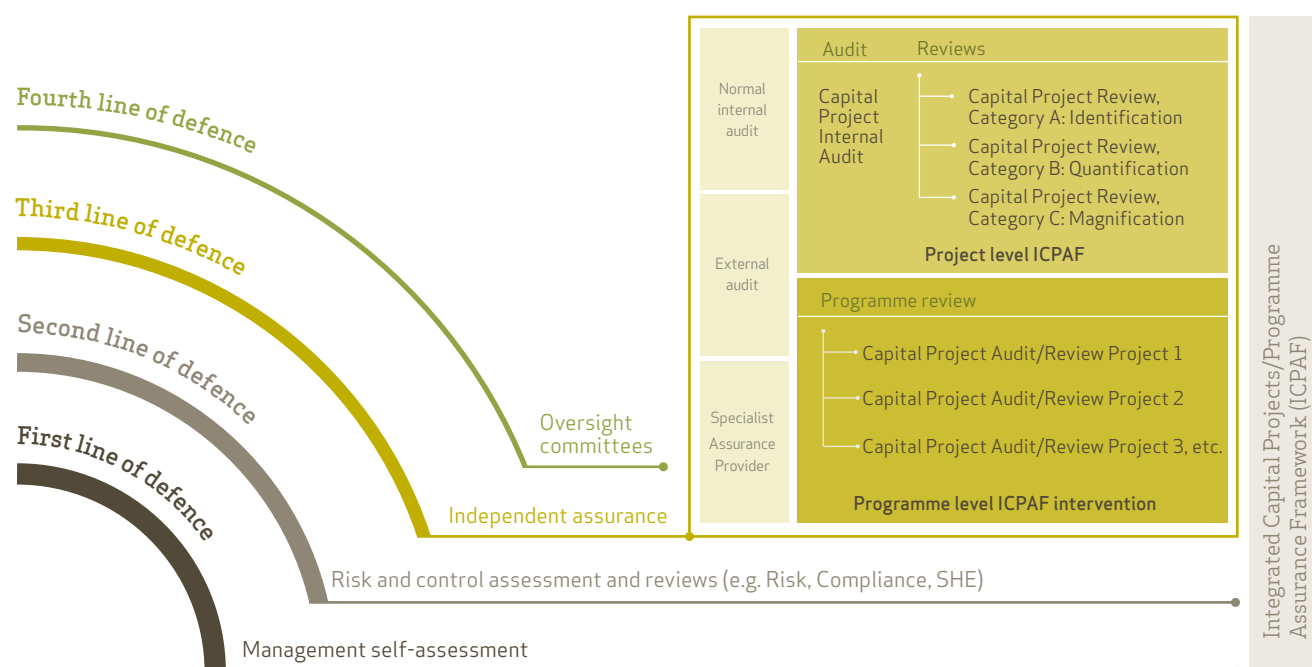 Fourth line of defence
Third line of defence
Second line of defence
First line of defence
Oversight
committees
Independent assurance
Risk and control assessment and reviews (e.g. Risk, Compliance, SHE)
Management self-assessment
Normal
internal
audit
External
audit
Specialist
Assurance
Provider
Audit
Reviews
Capital
Project
Internal
Audit
Capital Project Review,
Category A: Identification
Capital Project Review,
Category B: Quantification
Capital Project Review,
Category C: Magnification
Project level ICPAF
Programme review
Capital Project Audit/Review Project 1
Capital Project Audit/Review Project 2
Capital Project Audit/Review Project 3, etc.
Programme level ICPAF intervention
Integrated Capital Projects/Programme
Assurance Framework (ICPAF)